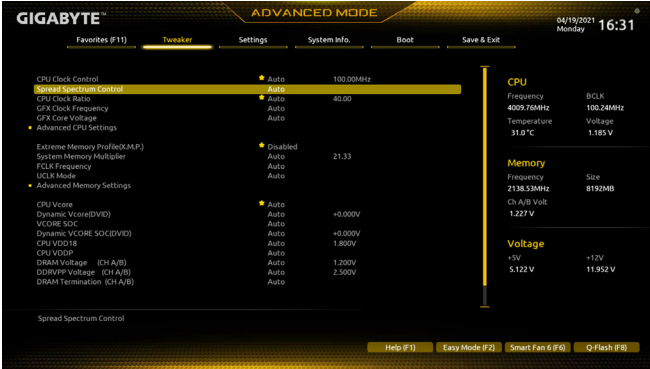 GIGABYTE™
ADVANCED MODE
04/19/2021
Monday
16:31
Favorites (F11) Tweaker Settings System Info. Boot Save & Exit
CPU Clock Control Auto 100.00MHz
Spread Spectrum Control Auto
CPU Clock Ratio Auto 40.00
GFX Clock Frequency Auto
GFX Core Voltage Auto
Advanced CPU Settings
Extreme Memory Profile(X.M.P.) Disabled
System Memory Multiplier Auto 21.33
FCLK Frequency Auto
UCLK Mode Auto
Advanced Memory Settings
CPU Vcore Auto
Dynamic Vcore(DVID) Auto +0.000V
VCORE SOC Auto
Dynamic VCORE SOC(DVID) Auto +0.000V
CPU VDD18 Auto 1.800V
CPU VDDP Auto
DRAM Voltage (CH A/B) Auto 1.200V
DDRVPP Voltage (CH A/B) Auto 2.500V
DRAM Termination (CH A/B) Auto
CPU
Frequency BCLK
4009.76MHz 100.24MHz
Temperature Voltage
31.0 °C 1.185 V
Memory
Frequency Size
2138.53MHz 8192MB
Ch A/B Volt
1.227 V
Voltage
+5V +12V
5.122 V 11.952 V
Spread Spectrum Control
Help (F1) Easy Mode (F2) Smart Fan 6 (F6) Q-Flash (F8)